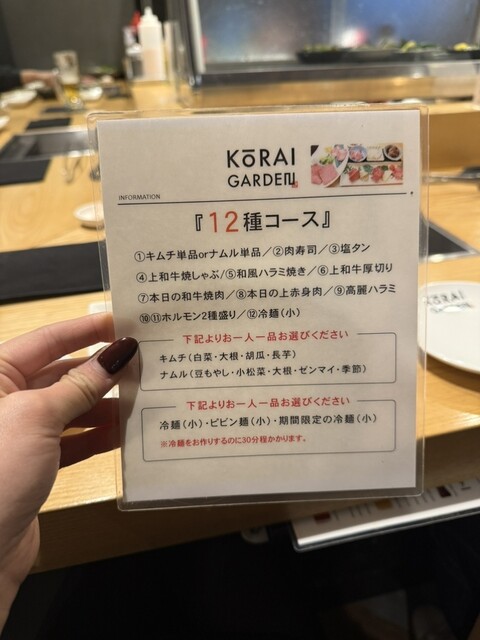 KōRAI
GARDEN
INFORMATION
『12種コース』
①キムチ単品orナムル単品／②肉寿司／③塩タン
④上和牛焼しゃぶ/⑤和風ハラミ焼き／⑥上和牛厚切り
⑦本日の和牛焼肉／⑧本日の上赤身肉／⑨高麗ハラミ
⑩⑪ホルモン2種盛り／⑫冷麺(小)
下記よりお一人一品お選びください
キムチ(白菜・大根・胡瓜・長芋)
ナムル(豆もやし・小松菜・大根・ゼンマイ・季節)
下記よりお一人一品お選びください
冷麺(小)・ビビン麺(小)・期間限定の冷麺(小)
※冷麺をお作りするのに30分程かかります。
KōRAI